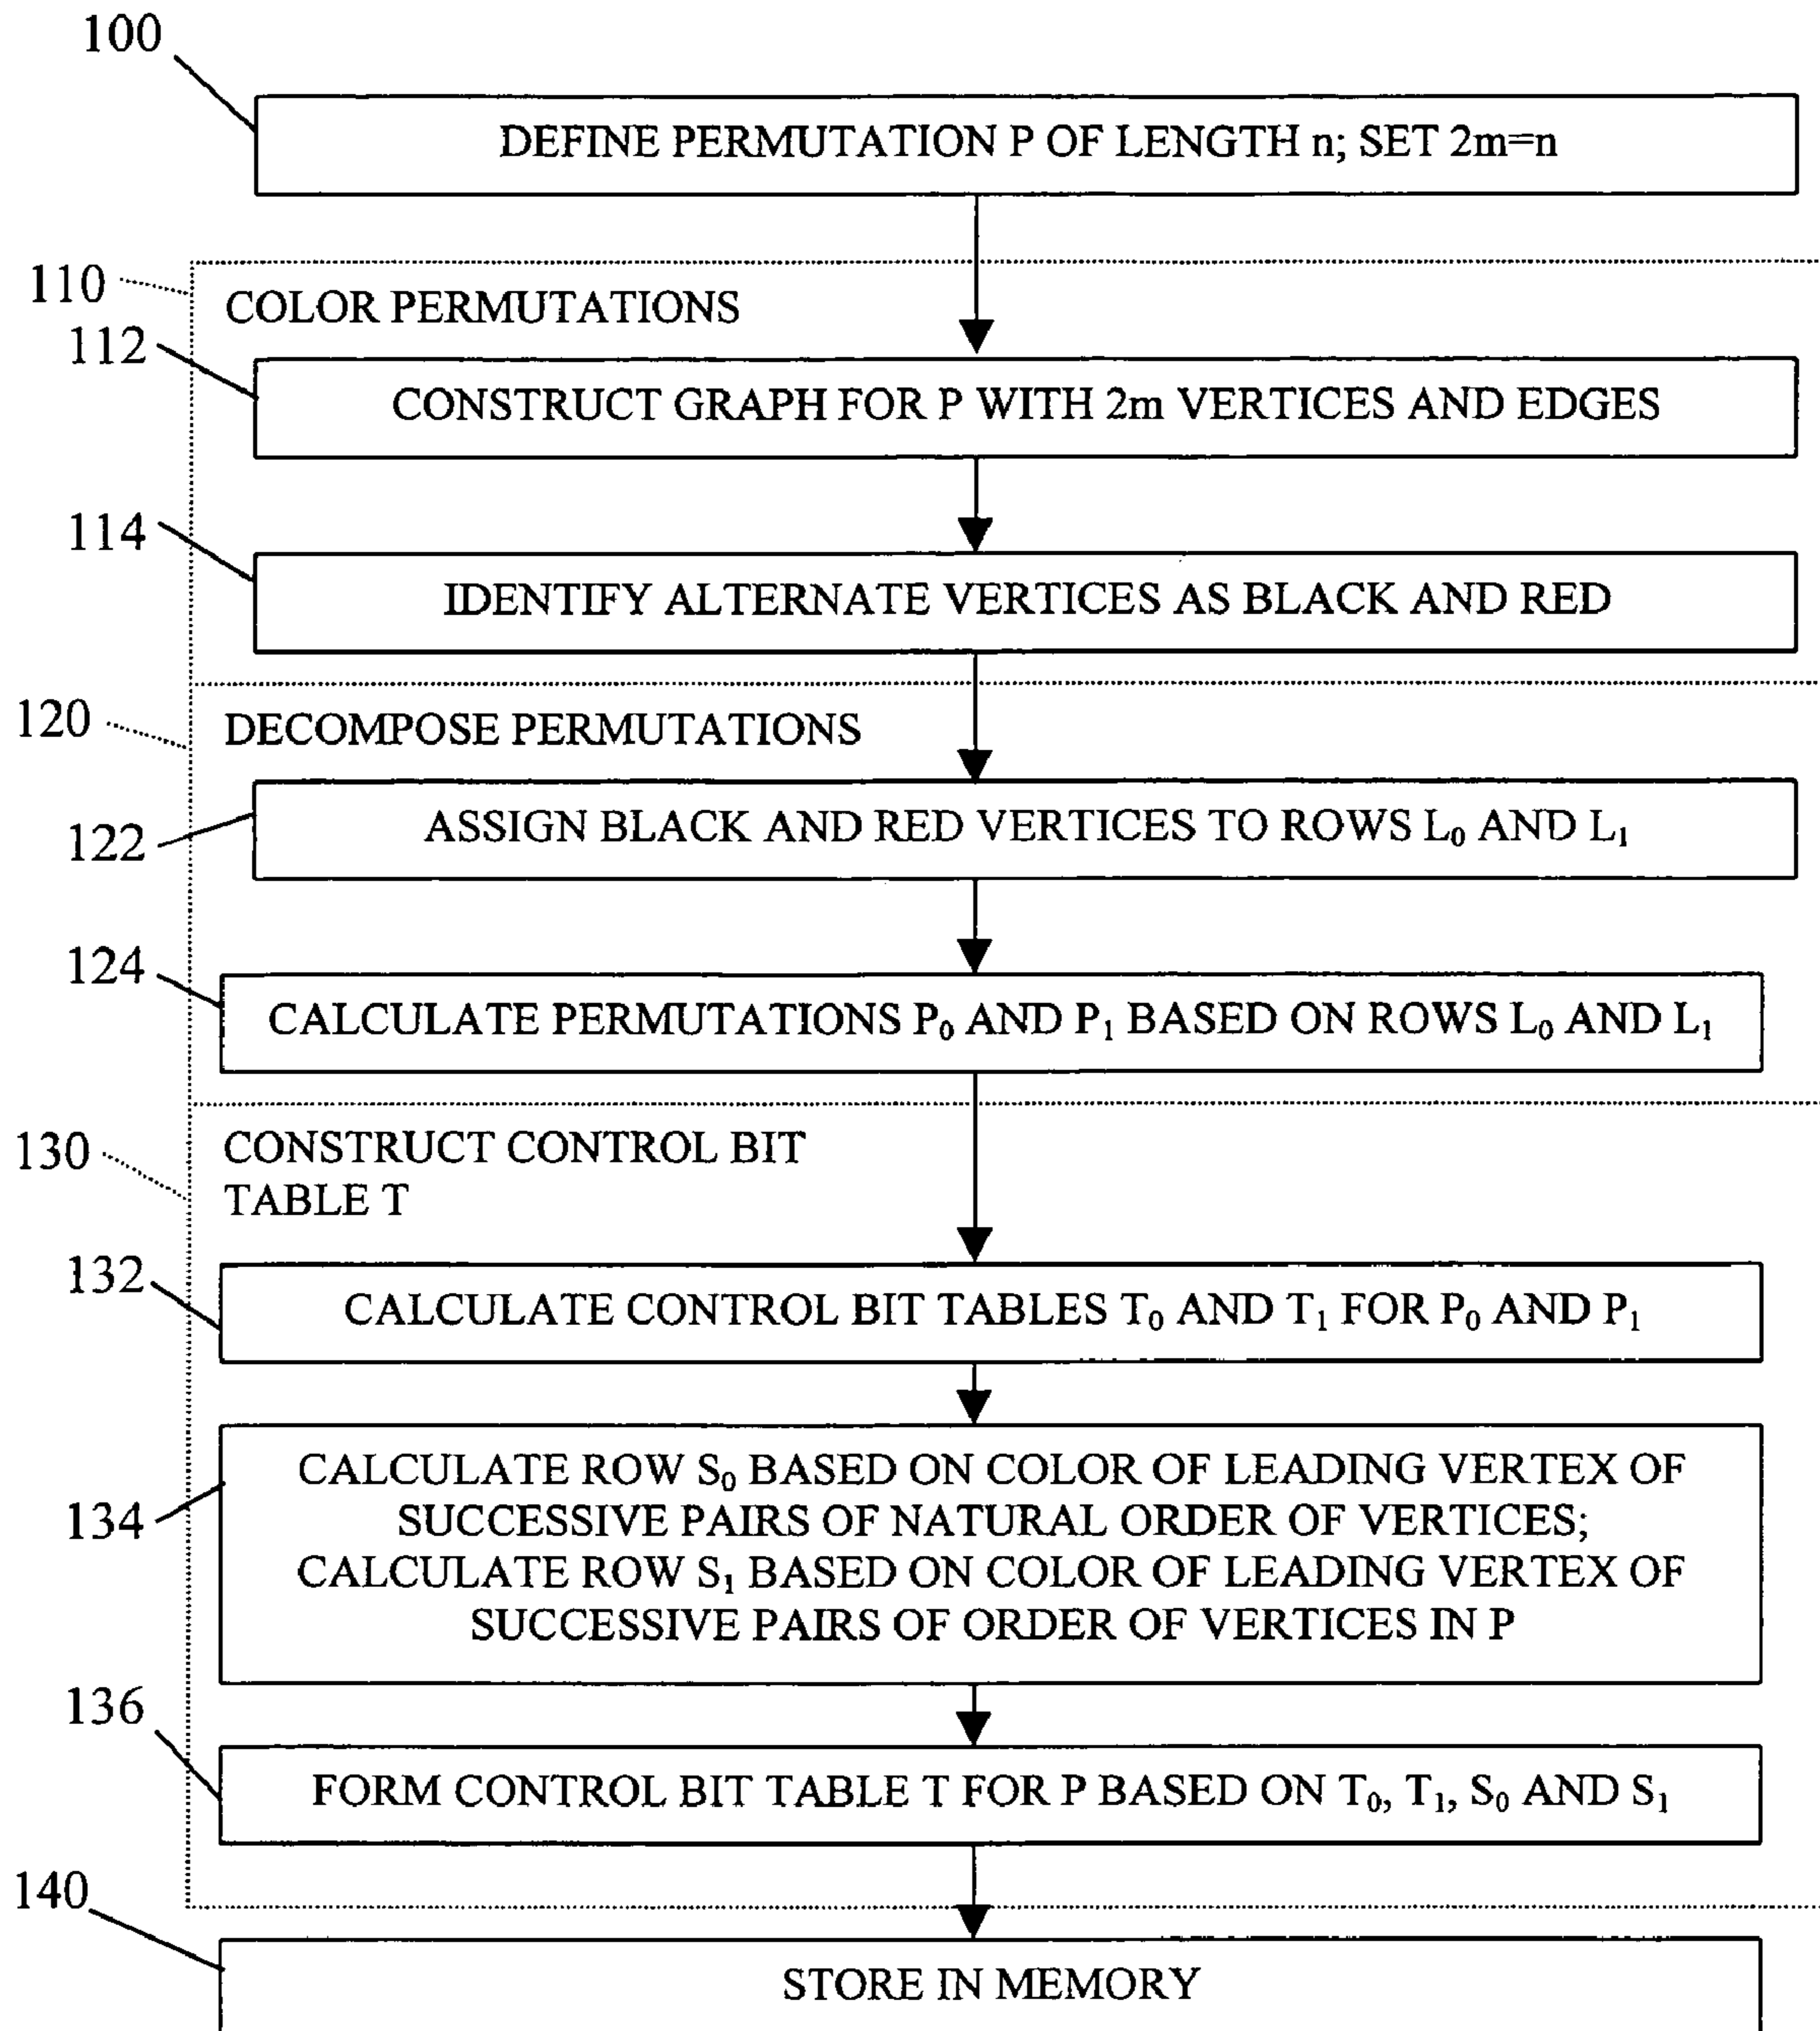 100
DEFINE PERMUTATION P OF LENGTH n; SET 2m=n
110
COLOR PERMUTATIONS
112
CONSTRUCT GRAPH FOR P WITH 2m VERTICES AND EDGES
114
IDENTIFY ALTERNATE VERTICES AS BLACK AND RED
120
DECOMPOSE PERMUTATIONS
122
ASSIGN BLACK AND RED VERTICES TO ROWS L₀ AND L₁
124
CALCULATE PERMUTATIONS P₀ AND P₁ BASED ON ROWS L₀ AND L₁
130
CONSTRUCT CONTROL BIT
TABLE T
132
CALCULATE CONTROL BIT TABLES T₀ AND T₁ FOR P₀ AND P₁
134
CALCULATE ROW S₀ BASED ON COLOR OF LEADING VERTEX OF
SUCCESSIVE PAIRS OF NATURAL ORDER OF VERTICES;
CALCULATE ROW S₁ BASED ON COLOR OF LEADING VERTEX OF
SUCCESSIVE PAIRS OF ORDER OF VERTICES IN P
136
FORM CONTROL BIT TABLE T FOR P BASED ON T₀, T₁, S₀ AND S₁
140
STORE IN MEMORY